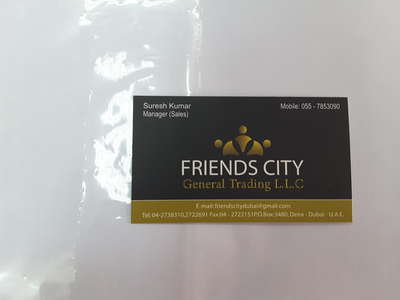 Suresh Kumar
Manager (Sales)
Mobile: 055 - 7853090
FRIENDS CITY
General Trading L.L.C
E-mail:friendscitydubai@gmail.com
Tel:04-2738310,2722691 Fax:04 - 2722151P.O.Box:3480, Deira - Dubai U.A.E.